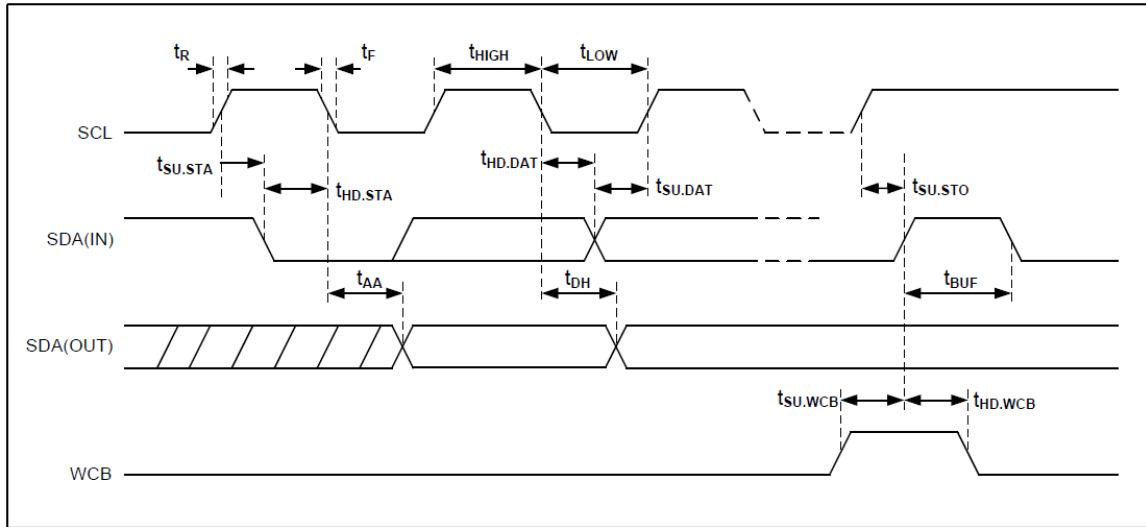 tR
tF
tHIGH
tLOW
SCL
tSU.STA
tHD.STA
tHD.DAT
tSU.DAT
tSU.STO
SDA(IN)
tAA
tDH
tBUF
SDA(OUT)
tSU.WCB
tHD.WCB
WCB